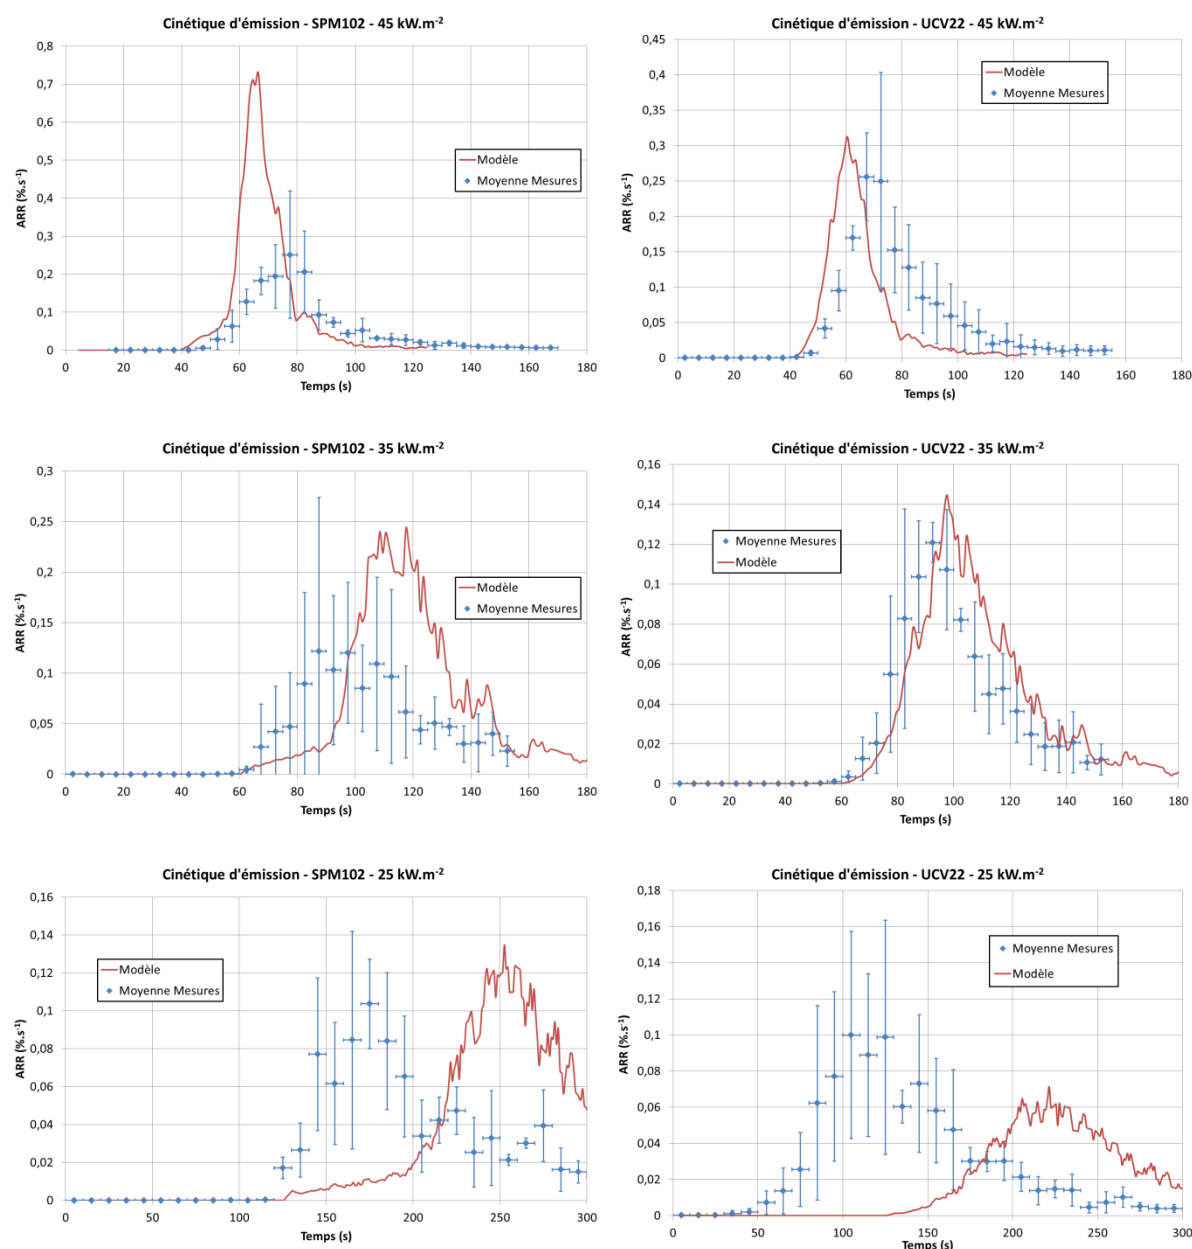 Cinétique d'émission - SPM102 - 45 kW.m-2
0,8
0,7
0,6
0,5
0,4
0,3
0,2
0,1
0
ARR (%.s-1)
Modèle
Moyenne Mesures
0 20 40 60 80 100 120 140 160 180
Temps (s)
Cinétique d'émission - UCV22 - 45 kW.m-2
0,45
0,4
0,35
0,3
0,25
0,2
0,15
0,1
0,05
0
ARR (%.s-1)
Modèle
Moyenne Mesures
0 20 40 60 80 100 120 140 160 180
Temps (s)
Cinétique d'émission - SPM102 - 35 kW.m-2
0,3
0,25
0,2
0,15
0,1
0,05
0
ARR (%.s-1)
Modèle
Moyenne Mesures
0 20 40 60 80 100 120 140 160 180
Temps (s)
Cinétique d'émission - UCV22 - 35 kW.m-2
0,16
0,14
0,12
0,1
0,08
0,06
0,04
0,02
0
ARR (%.s-1)
Moyenne Mesures
Modèle
0 20 40 60 80 100 120 140 160 180
Temps (s)
Cinétique d'émission - SPM102 - 25 kW.m-2
0,16
0,14
0,12
0,1
0,08
0,06
0,04
0,02
0
ARR (%.s-1)
Modèle
Moyenne Mesures
0 50 100 150 200 250 300
Temps (s)
Cinétique d'émission - UCV22 - 25 kW.m-2
0,18
0,16
0,14
0,12
0,1
0,08
0,06
0,04
0,02
0
ARR (%.s-1)
Moyenne Mesures
Modèle
0 50 100 150 200 250 300
Temps (s)